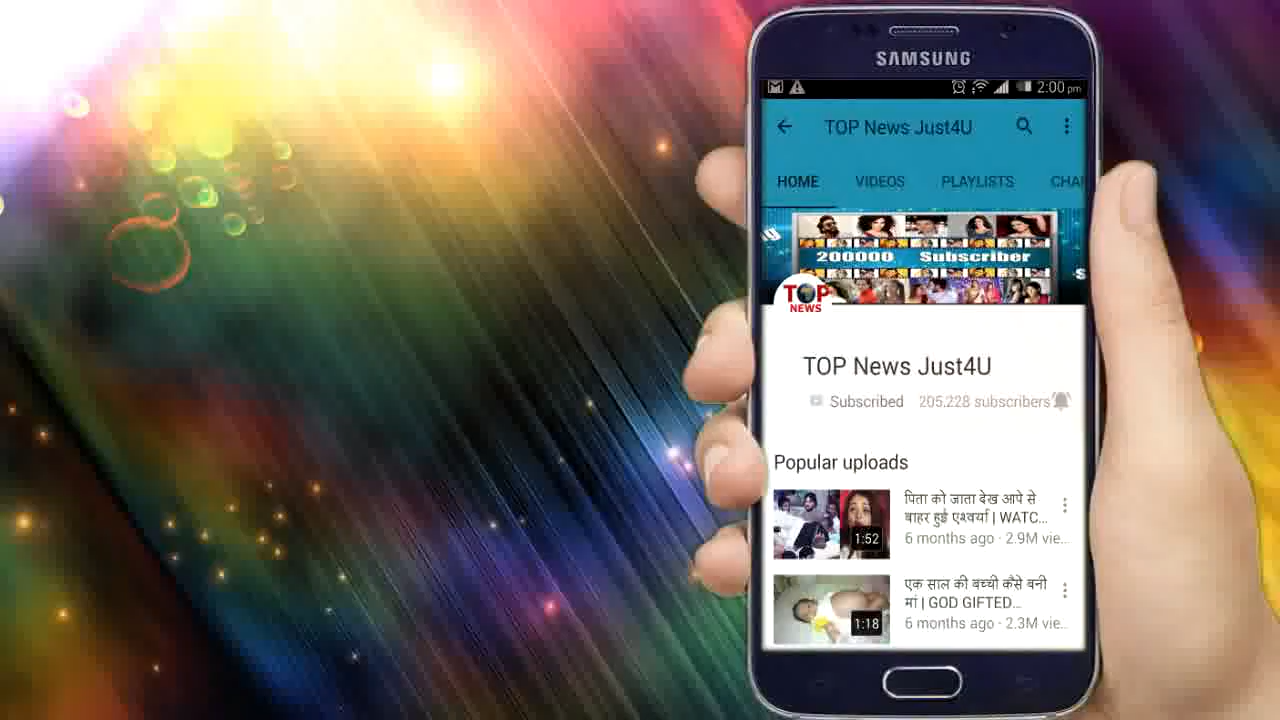 SAMSUNG
2:00 pm
TOP News Just4U
HOME VIDEOS PLAYLISTS CHA
200000 Subscriber
TOP
NEWS
TOP News Just4U
Subscribed 205,228 subscribers
Popular uploads
पिता को जाता देख आपे से
बाहर हुई एश्वर्या | WATC...
6 months ago · 2.9M vie...
1:52
एक साल की बच्ची कैसे बनी
मां | GOD GIFTED...
6 months ago · 2.3M vie...
1:18